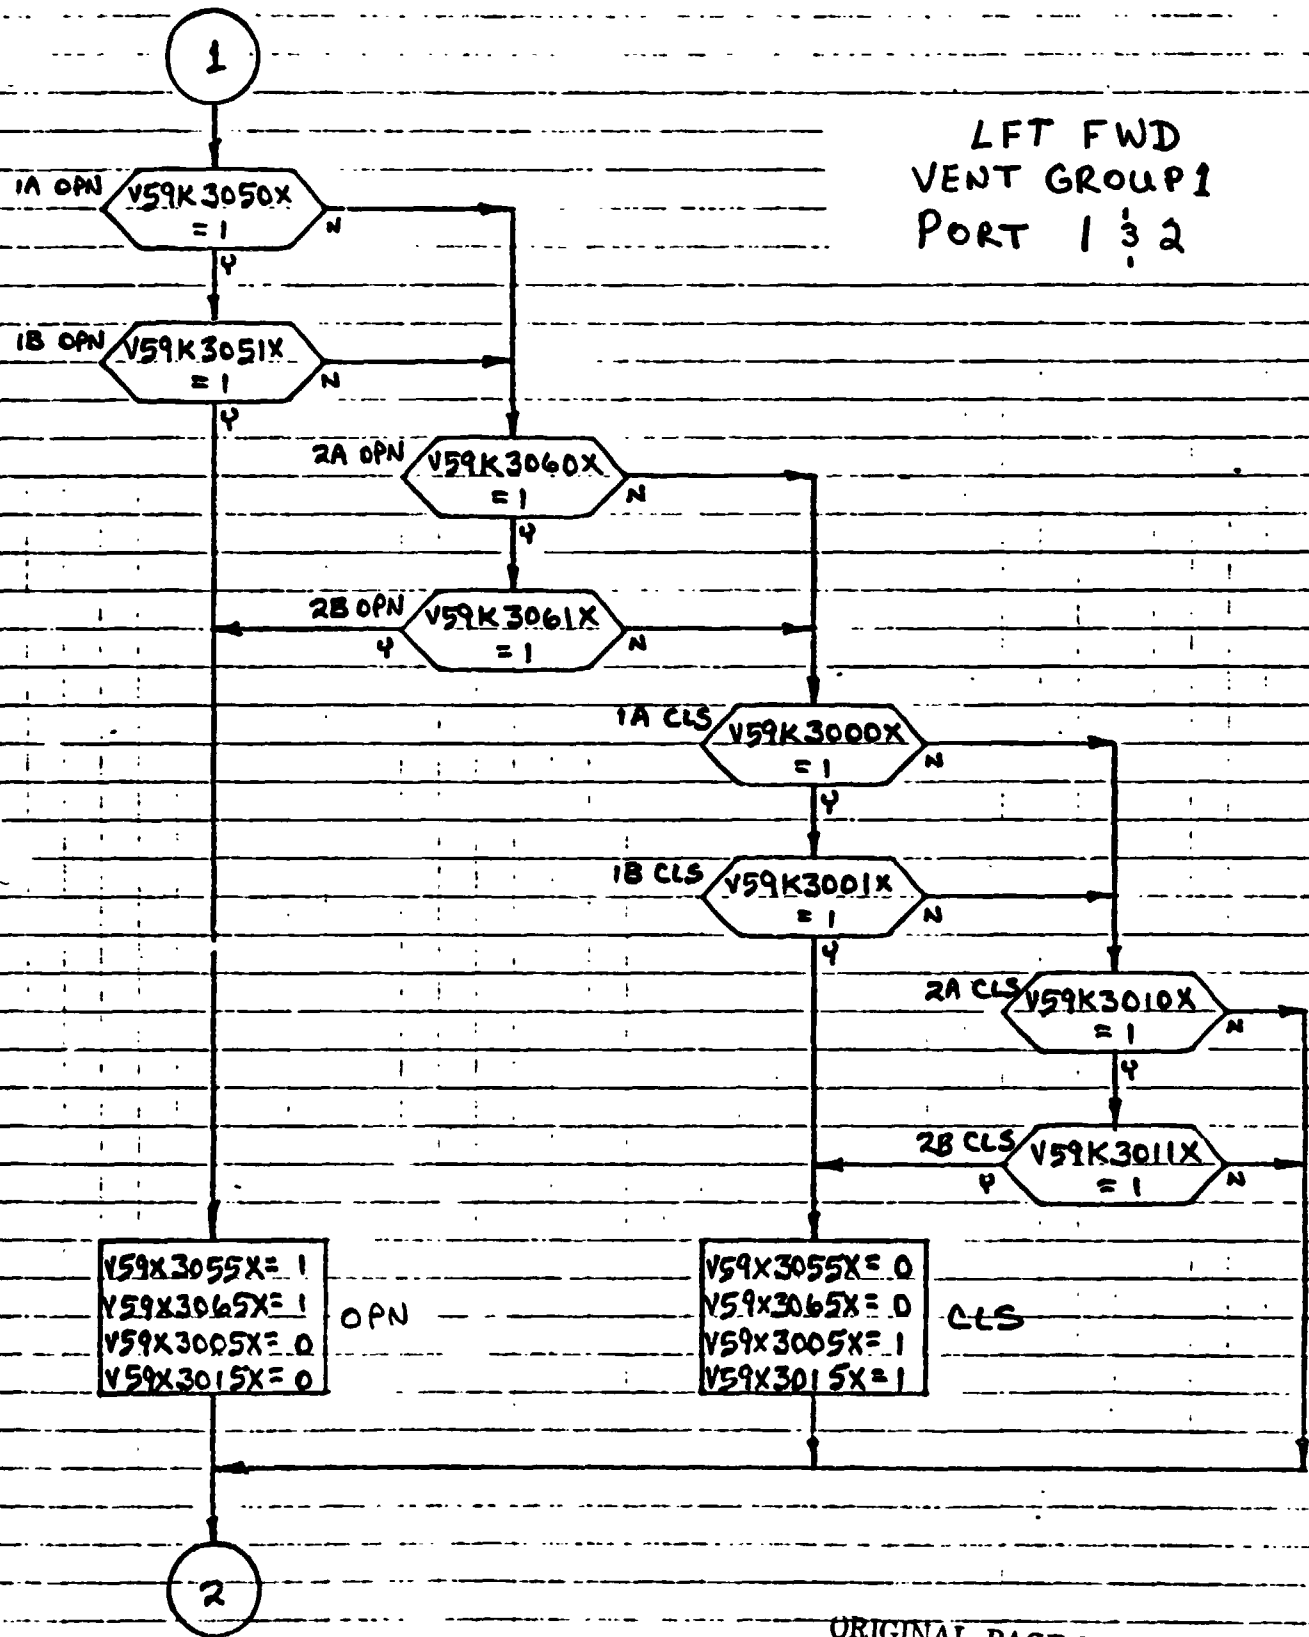 1
LFT FWD
VENT GROUP 1
PORT 1 & 2
1A OPN
V59K3050X
= 1
N
Y
1B OPN
V59K3051X
= 1
N
Y
2A OPN
V59K3060X
= 1
N
Y
2B OPN
V59K3061X
= 1
Y
N
1A CLS
V59K3000X
= 1
N
Y
1B CLS
V59K3001X
= 1
N
Y
2A CLS
V59K3010X
= 1
N
Y
2B CLS
V59K3011X
= 1
Y
N
V59X3055X= 1
V59X3065X= 1
V59X3005X= 0
V59X3015X= 0
OPN
V59X3055X= 0
V59X3065X= 0
V59X3005X= 1
V59X3015X= 1
CLS
2
ORIGINAL PAGE